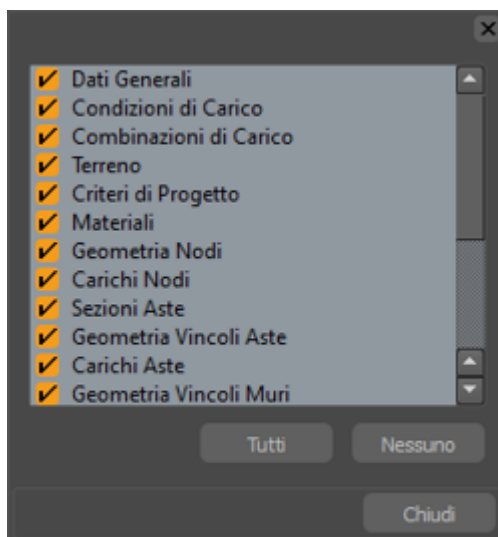 Dati Generali
Condizioni di Carico
Combinazioni di Carico
Terreno
Criteri di Progetto
Materiali
Geometria Nodi
Carichi Nodi
Sezioni Aste
Geometria Vincoli Aste
Carichi Aste
Geometria Vincoli Muri
Tutti Nessuno
Chiudi